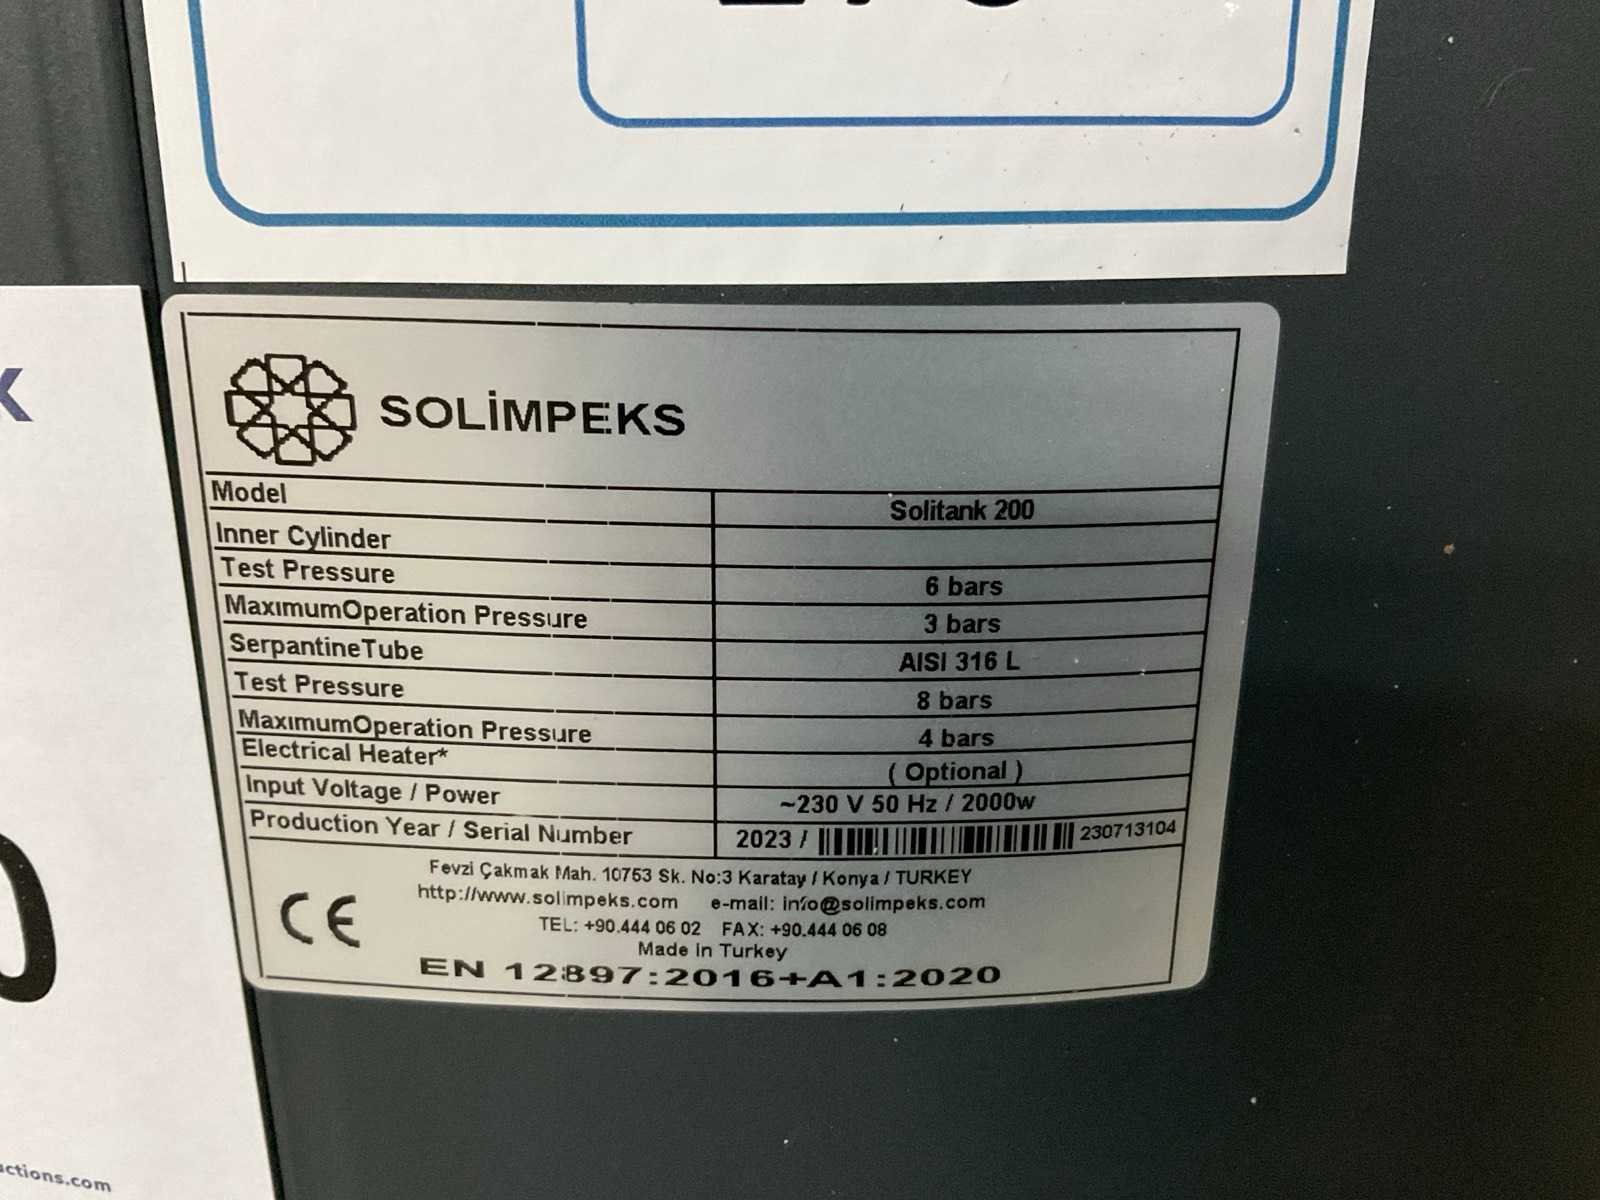 SOLİMPEKS
Model Solitank 200
Inner Cylinder
Test Pressure 6 bars
MaxımumOperation Pressure 3 bars
SerpantineTube AISI 316 L
Test Pressure 8 bars
MaxımumOperation Pressure 4 bars
Electrical Heater* ( Optional )
Input Voltage / Power ~230 V 50 Hz / 2000w
Production Year / Serial Number 2023 / 230713104
Fevzi Çakmak Mah. 10753 Sk. No:3 Karatay / Konya / TURKEY
http://www.solimpeks.com e-mail: info@solimpeks.com
TEL: +90.444 06 02 FAX: +90.444 06 08
Made in Turkey
CE
EN 12897:2016+A1:2020